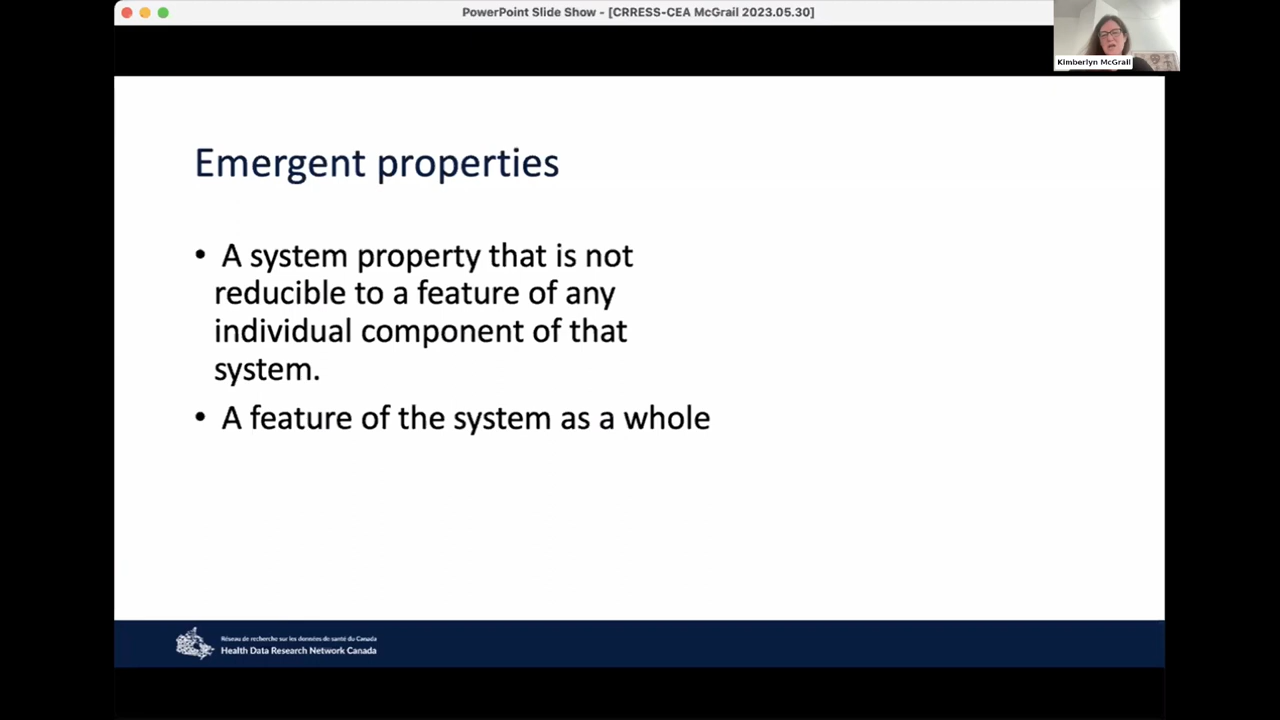 PowerPoint Slide Show - [CRRESS-CEA McGrail 2023.05.30]
Kimberlyn McGrail
Emergent properties
• A system property that is not
reducible to a feature of any
individual component of that
system.
• A feature of the system as a whole
Réseau de recherche sur les données de santé du Canada
Health Data Research Network Canada